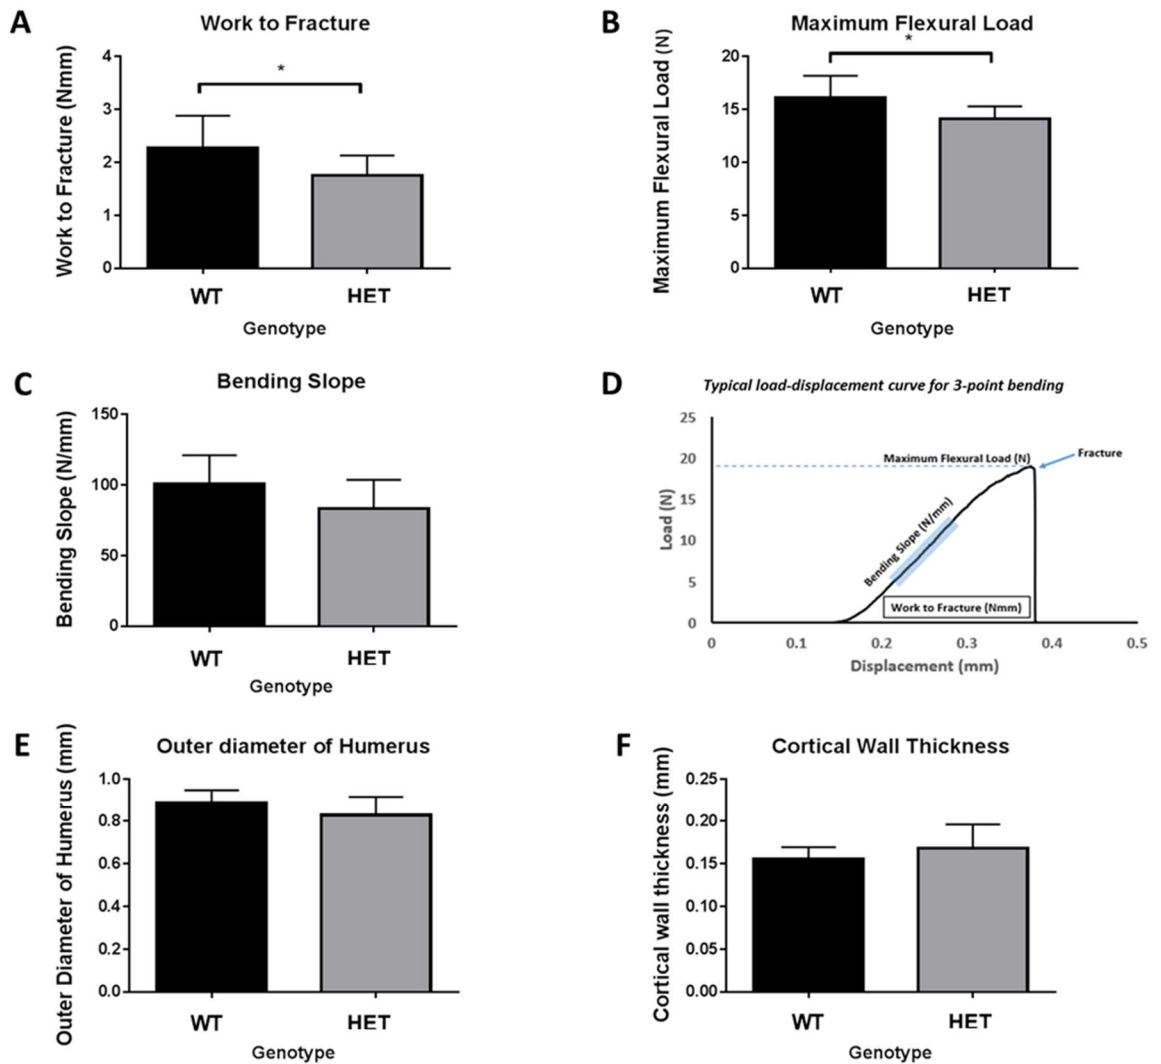 A
Work to Fracture
Work to Fracture (Nmm)
4
3
2
1
0
*
WT
HET
Genotype
B
Maximum Flexural Load
Maximum Flexural Load (N)
20
15
10
5
0
*
WT
HET
Genotype
C
Bending Slope
Bending Slope (N/mm)
150
100
50
0
WT
HET
Genotype
D
Typical load-displacement curve for 3-point bending
Load (N)
25
20
15
10
5
0
Maximum Flexural Load (N)
Fracture
Bending Slope (N/mm)
Work to Fracture (Nmm)
0
0.1
0.2
0.3
0.4
0.5
Displacement (mm)
E
Outer diameter of Humerus
Outer Diameter of Humerus (mm)
1.0
0.8
0.6
0.4
0.2
0.0
WT
HET
Genotype
F
Cortical Wall Thickness
Cortical wall thickness (mm)
0.25
0.20
0.15
0.10
0.05
0.00
WT
HET
Genotype